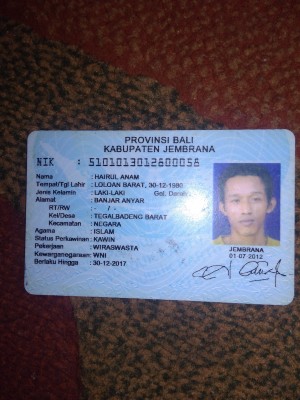 PROVINSI BALI
KABUPATEN JEMBRANA
NIK : 5101013012800058
Nama : HAIRUL ANAM
Tempat/Tgl Lahir : LOLOAN BARAT, 30-12-1980
Jenis Kelamin : LAKI-LAKI Gol. Darah
Alamat : BANJAR ANYAR
RT/RW : - / -
Kel/Desa : TEGALBADENG BARAT
Kecamatan : NEGARA
Agama : ISLAM
Status Perkawinan : KAWIN
Pekerjaan : WIRASWASTA
Kewarganegaraan : WNI
Berlaku Hingga : 30-12-2017
JEMBRANA
01-07-2012